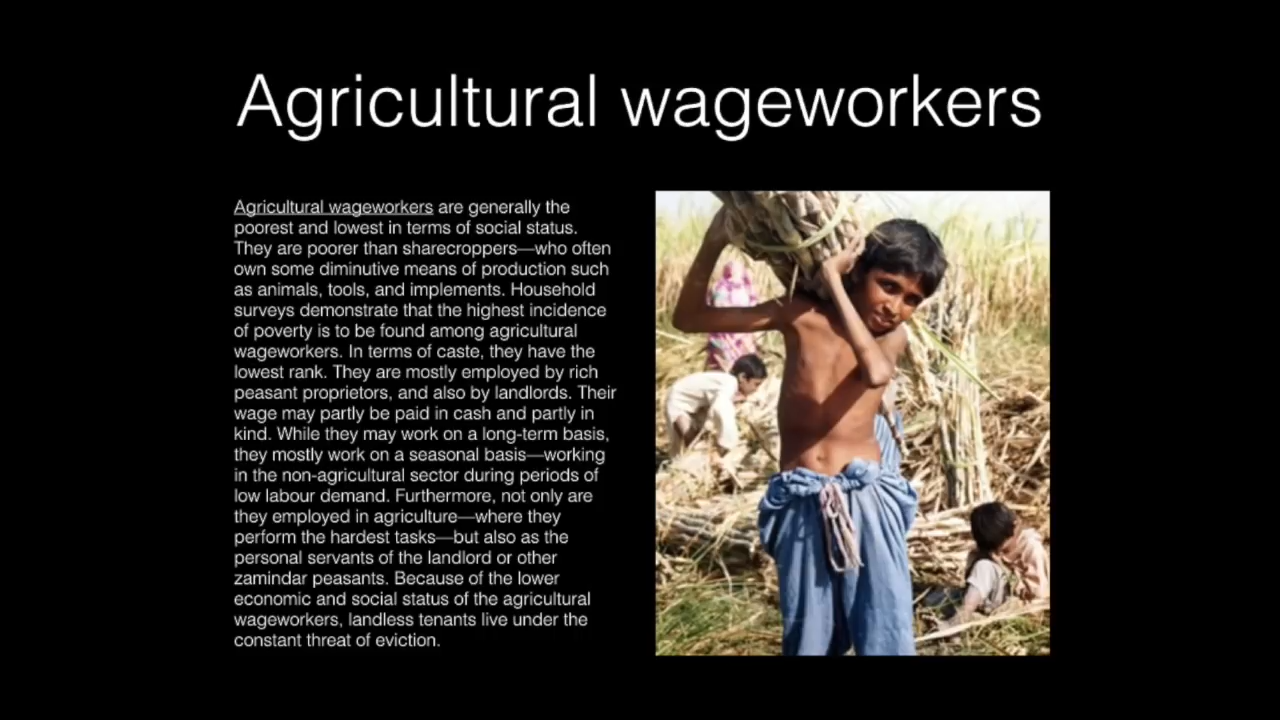 Agricultural wageworkers
Agricultural wageworkers are generally the
poorest and lowest in terms of social status.
They are poorer than sharecroppers—who often
own some diminutive means of production such
as animals, tools, and implements. Household
surveys demonstrate that the highest incidence
of poverty is to be found among agricultural
wageworkers. In terms of caste, they have the
lowest rank. They are mostly employed by rich
peasant proprietors, and also by landlords. Their
wage may partly be paid in cash and partly in
kind. While they may work on a long-term basis,
they mostly work on a seasonal basis—working
in the non-agricultural sector during periods of
low labour demand. Furthermore, not only are
they employed in agriculture—where they
perform the hardest tasks—but also as the
personal servants of the landlord or other
zamindar peasants. Because of the lower
economic and social status of the agricultural
wageworkers, landless tenants live under the
constant threat of eviction.